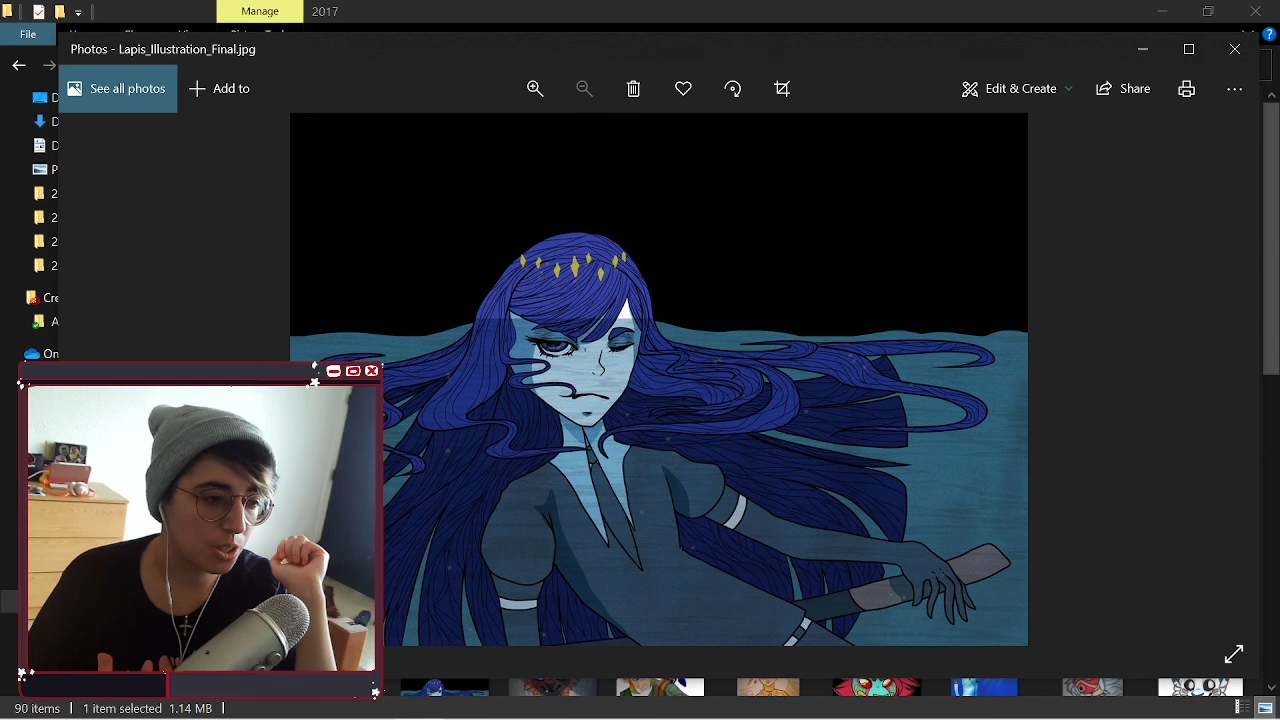 Manage 2017
File
Photos - Lapis_Illustration_Final.jpg
See all photos Add to Edit & Create Share
90 items 1 item selected 1.14 MB